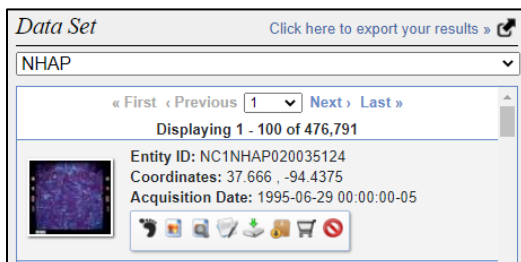 Data Set Click here to export your results »
NHAP
« First ‹ Previous 1 Next › Last »
Displaying 1 - 100 of 476,791
Entity ID: NC1NHAP020035124
Coordinates: 37.666 , -94.4375
Acquisition Date: 1995-06-29 00:00:00-05